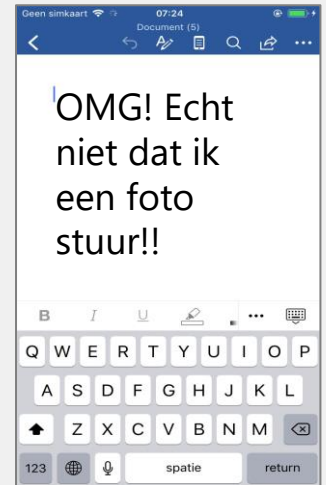 Geen simkaart 07:24
Document (5)
OMG! Echt
niet dat ik
een foto
stuur!!
B I U
Q W E R T Y U I O P
A S D F G H J K L
Z X C V B N M
123 spatie return